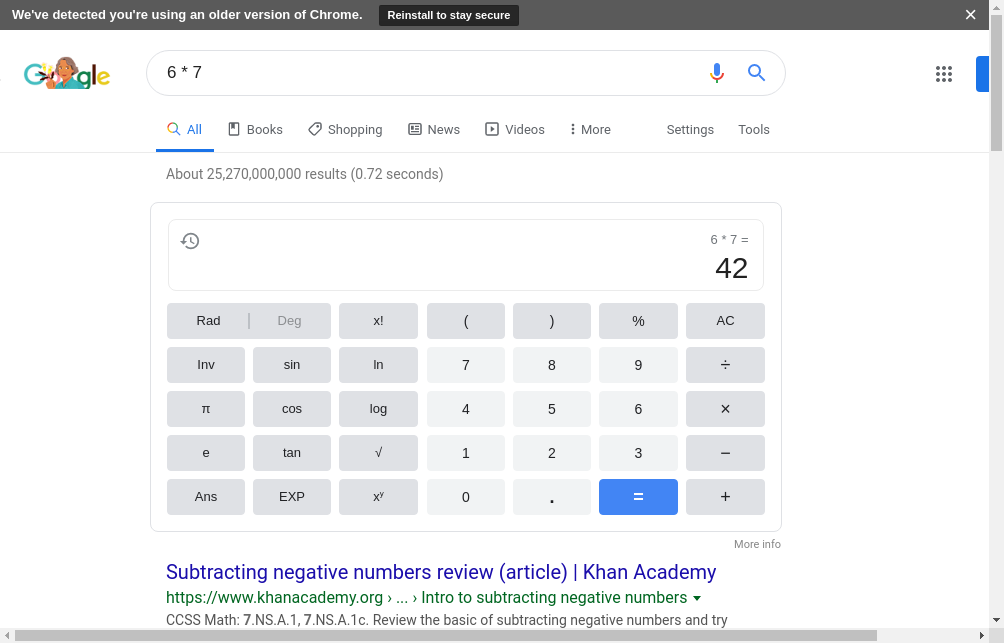 We've detected you're using an older version of Chrome. Reinstall to stay secure
Google
6 * 7
All Books Shopping News Videos More Settings Tools
About 25,270,000,000 results (0.72 seconds)
6 * 7 =
42
Rad Deg x! ( ) % AC
Inv sin ln 7 8 9 ÷
π cos log 4 5 6 ×
e tan √ 1 2 3 −
Ans EXP xʸ 0 . = +
More info
Subtracting negative numbers review (article) | Khan Academy
https://www.khanacademy.org › ... › Intro to subtracting negative numbers
CCSS Math: 7.NS.A.1, 7.NS.A.1c. Review the basic of subtracting negative numbers and try